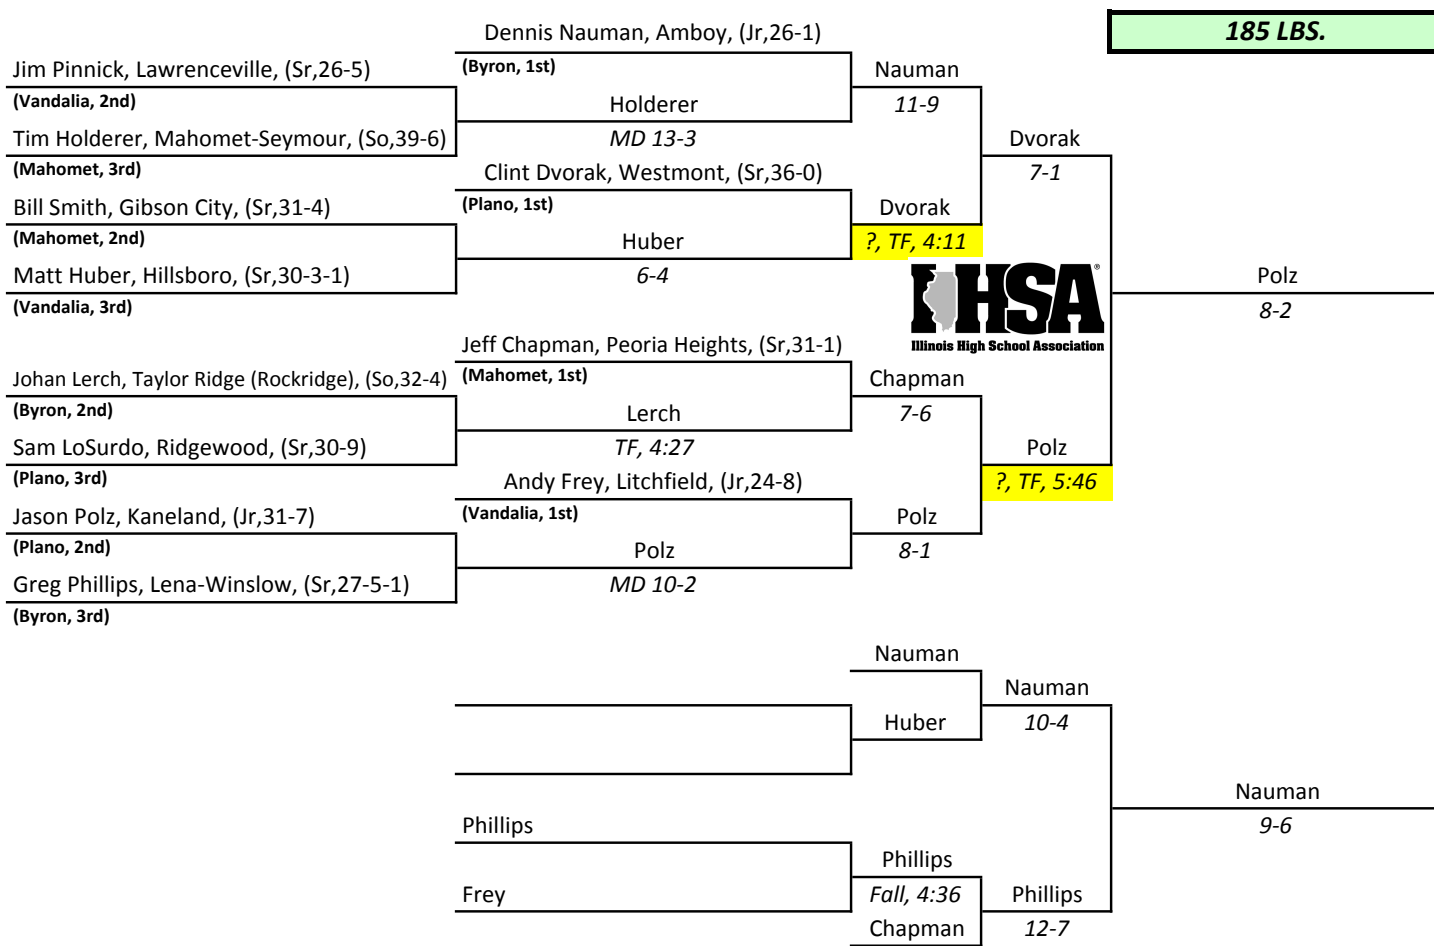 185 LBS.
Dennis Nauman, Amboy, (Jr,26-1)
(Byron, 1st)
Jim Pinnick, Lawrenceville, (Sr,26-5)
(Vandalia, 2nd)
Nauman
11-9
Holderer
MD 13-3
Tim Holderer, Mahomet-Seymour, (So,39-6)
(Mahomet, 3rd)
Dvorak
7-1
Clint Dvorak, Westmont, (Sr,36-0)
(Plano, 1st)
Bill Smith, Gibson City, (Sr,31-4)
(Mahomet, 2nd)
Dvorak
?, TF, 4:11
Huber
6-4
Matt Huber, Hillsboro, (Sr,30-3-1)
(Vandalia, 3rd)
IHSA®
Illinois High School Association
Polz
8-2
Jeff Chapman, Peoria Heights, (Sr,31-1)
(Mahomet, 1st)
Johan Lerch, Taylor Ridge (Rockridge), (So,32-4)
(Byron, 2nd)
Chapman
7-6
Lerch
TF, 4:27
Sam LoSurdo, Ridgewood, (Sr,30-9)
(Plano, 3rd)
Polz
?, TF, 5:46
Andy Frey, Litchfield, (Jr,24-8)
(Vandalia, 1st)
Jason Polz, Kaneland, (Jr,31-7)
(Plano, 2nd)
Polz
8-1
Polz
MD 10-2
Greg Phillips, Lena-Winslow, (Sr,27-5-1)
(Byron, 3rd)
Nauman
Nauman
10-4
Huber
Nauman
9-6
Phillips
Phillips
Fall, 4:36
Frey
Phillips
12-7
Chapman